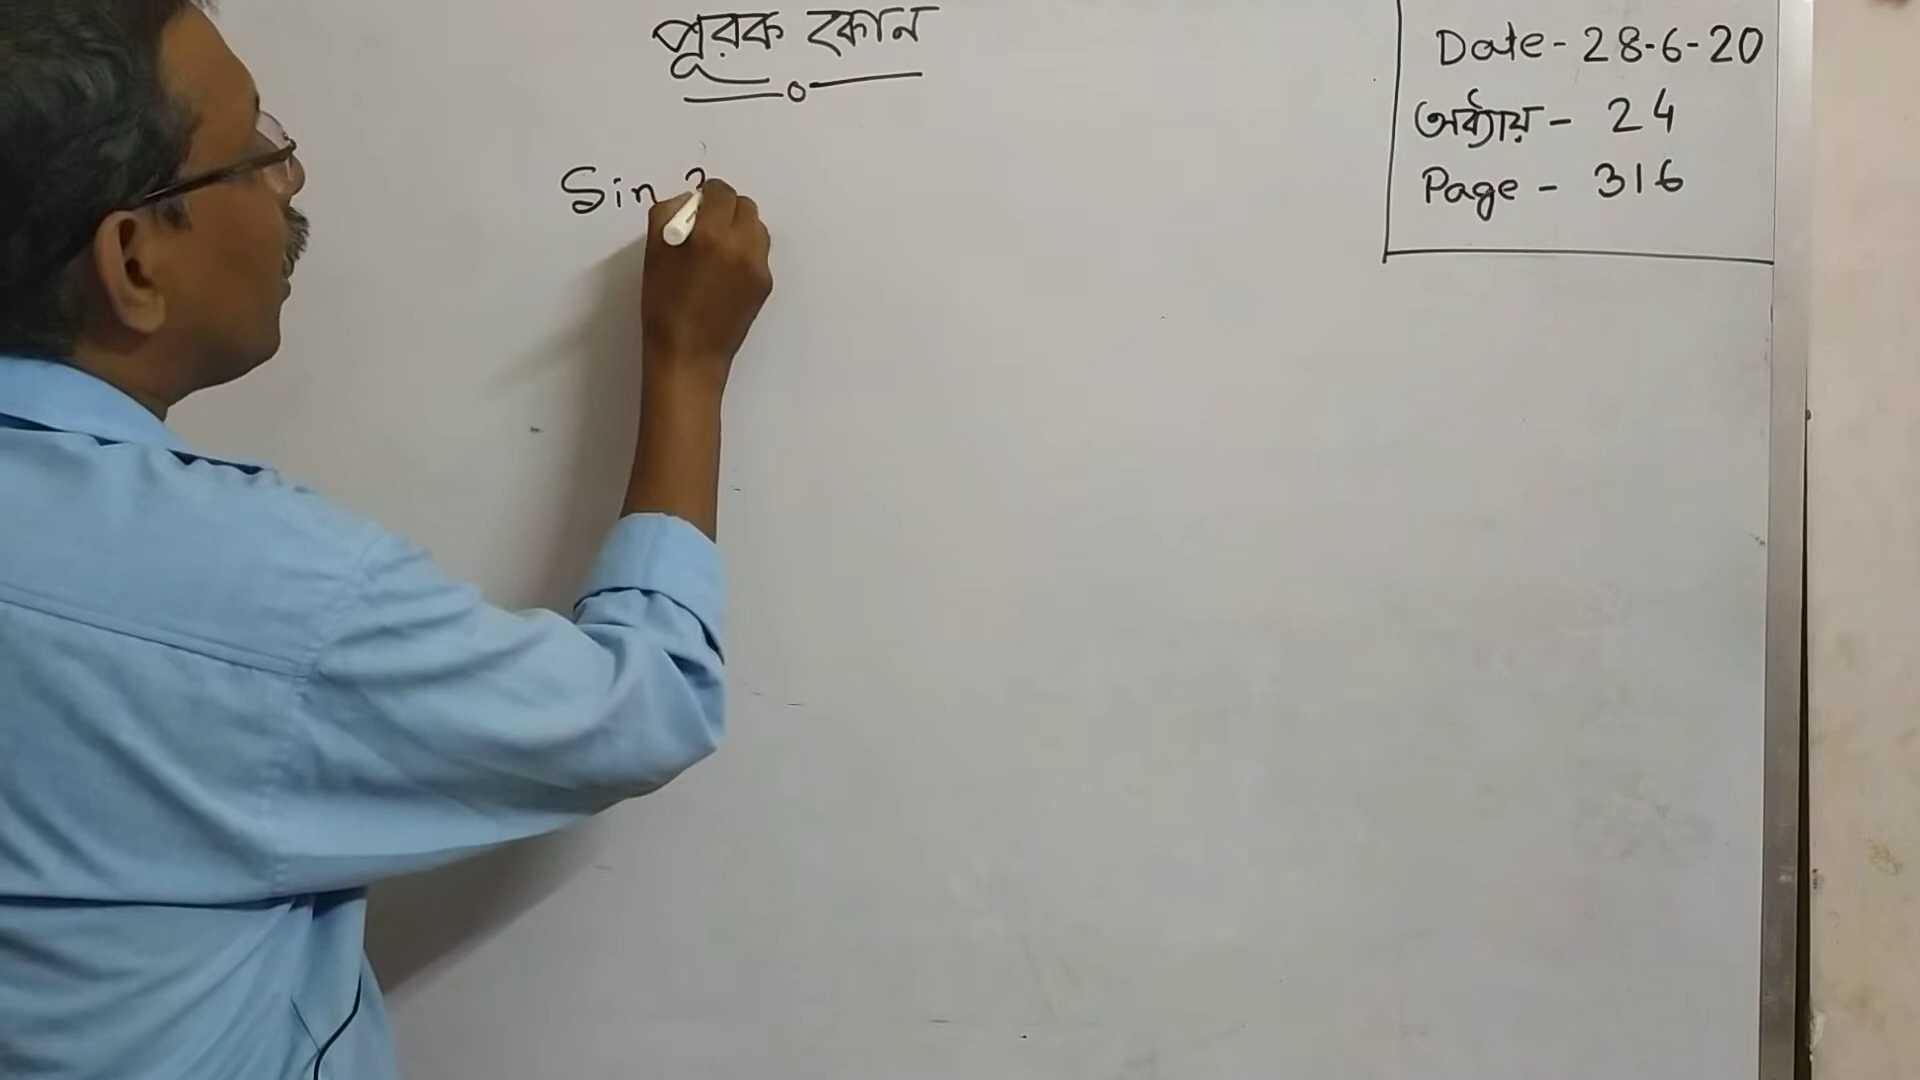 পূরক কোন
Sin
Date - 28-6-20
অধ্যায় - 24
Page - 316